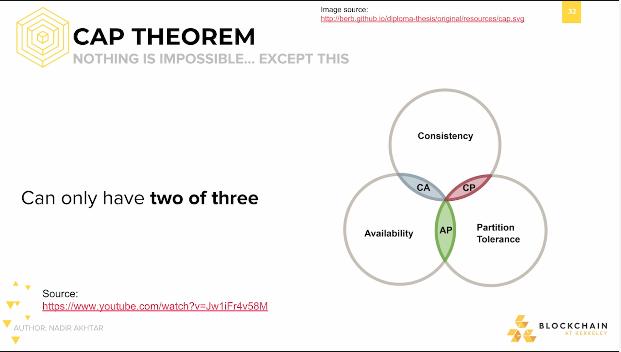 Image source:
http://berb.github.io/diploma-thesis/original/resources/cap.svg
32
CAP THEOREM
NOTHING IS IMPOSSIBLE... EXCEPT THIS
Consistency
CA
CP
Can only have two of three
Availability
AP
Partition
Tolerance
Source:
https://www.youtube.com/watch?v=Jw1iFr4v58M
AUTHOR: NADIR AKHTAR
BLOCKCHAIN
AT BERKELEY